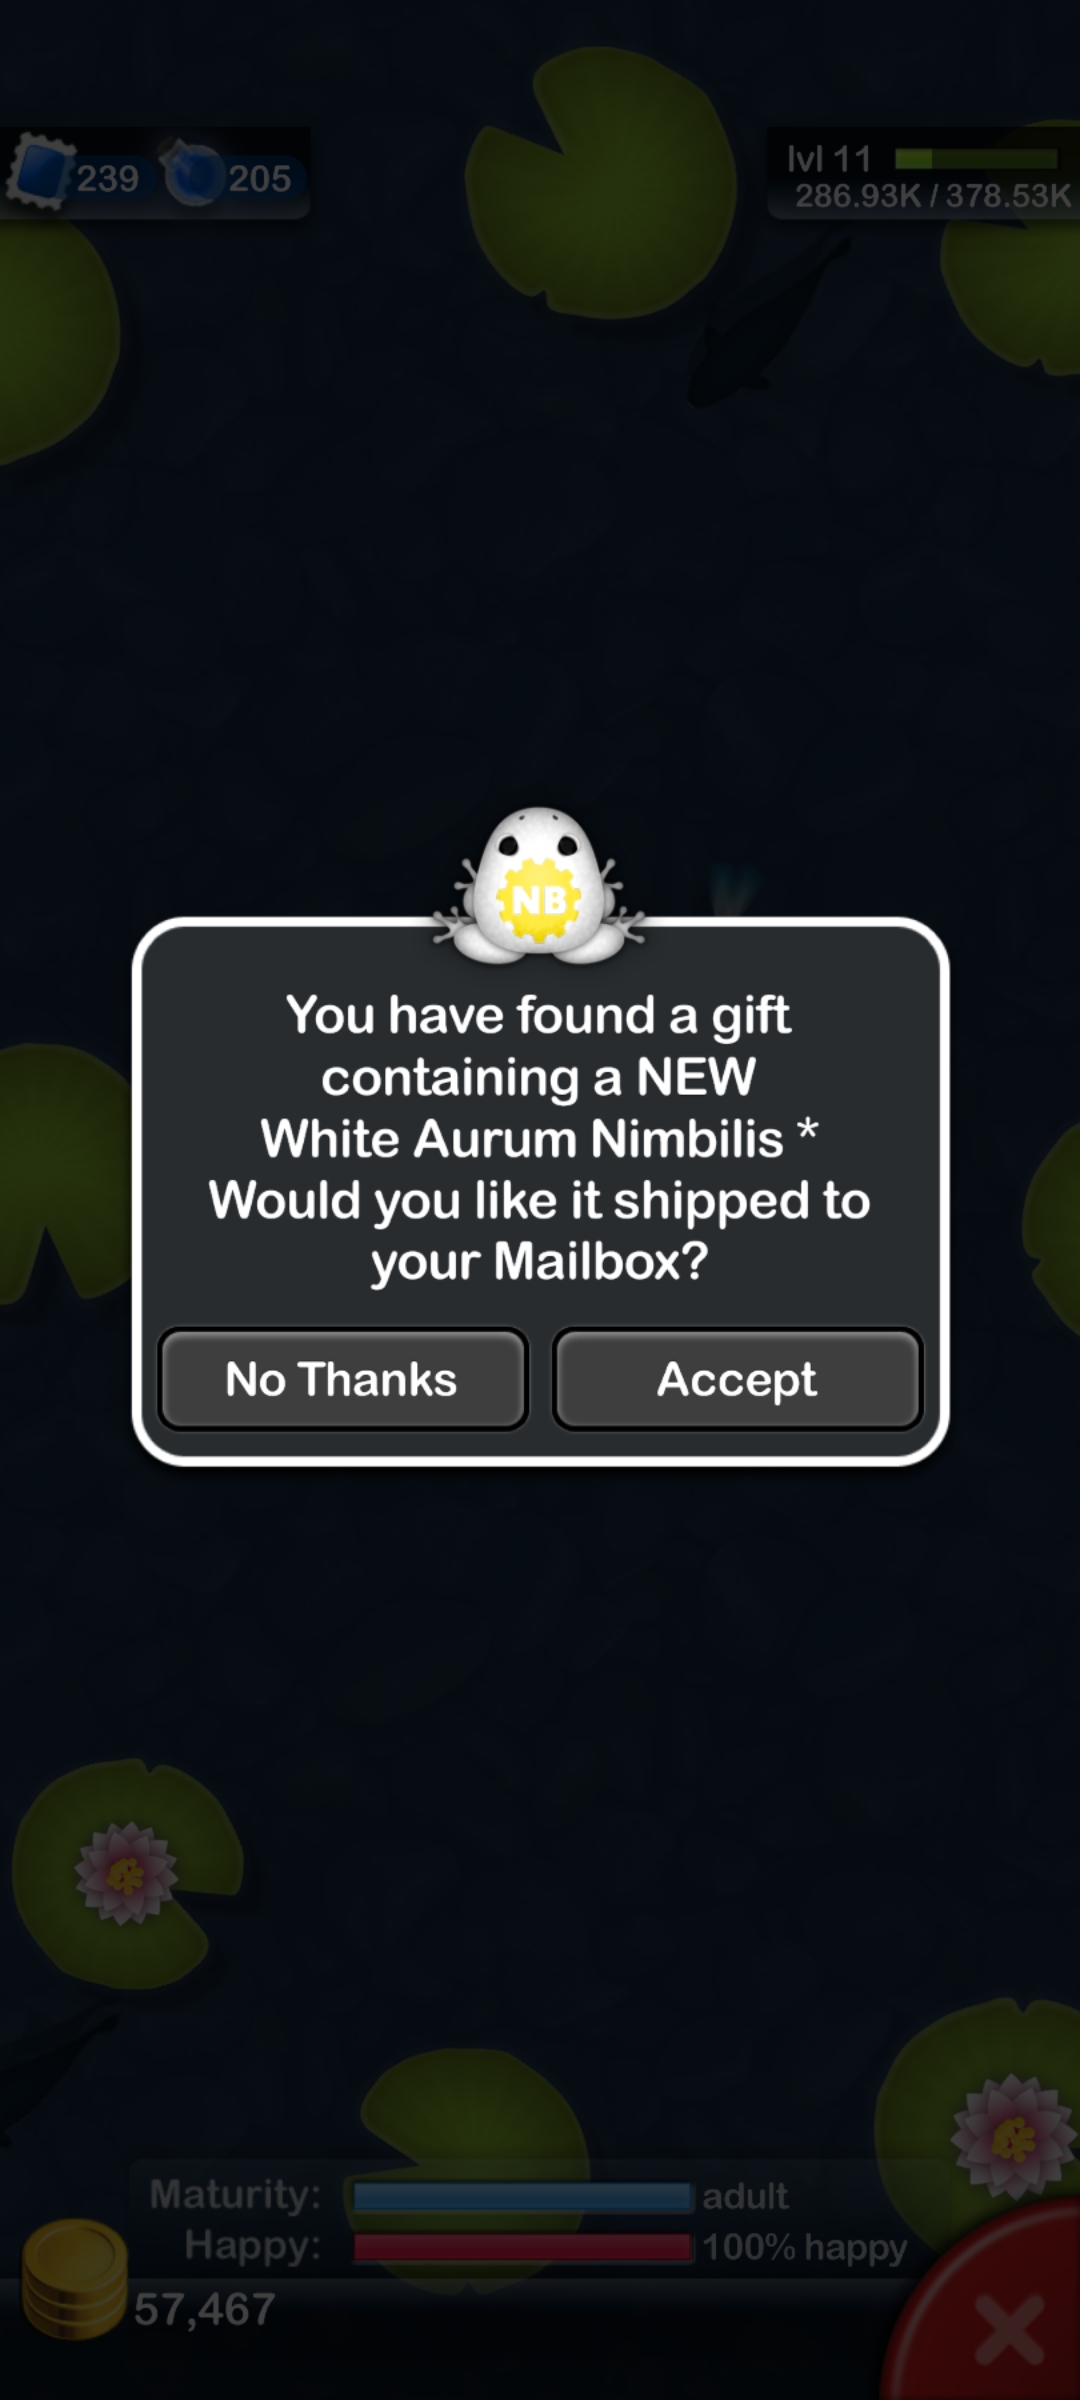 239 205
lvl 11
286.93K / 378.53K
NB
You have found a gift
containing a NEW
White Aurum Nimbilis *
Would you like it shipped to
your Mailbox?
No Thanks Accept
Maturity: adult
Happy: 100% happy
57,467